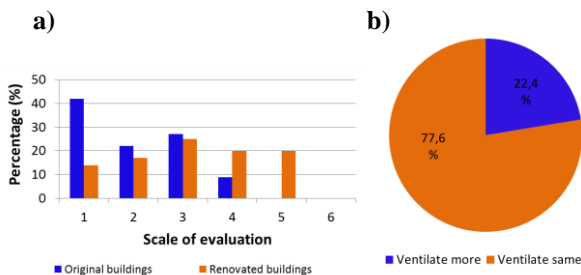 a)
50
40
30
20
10
0
Percentage (%)
1 2 3 4 5 6
Scale of evaluation
Original buildings Renovated buildings
b)
22,4
%
77,6
%
Ventilate more Ventilate same